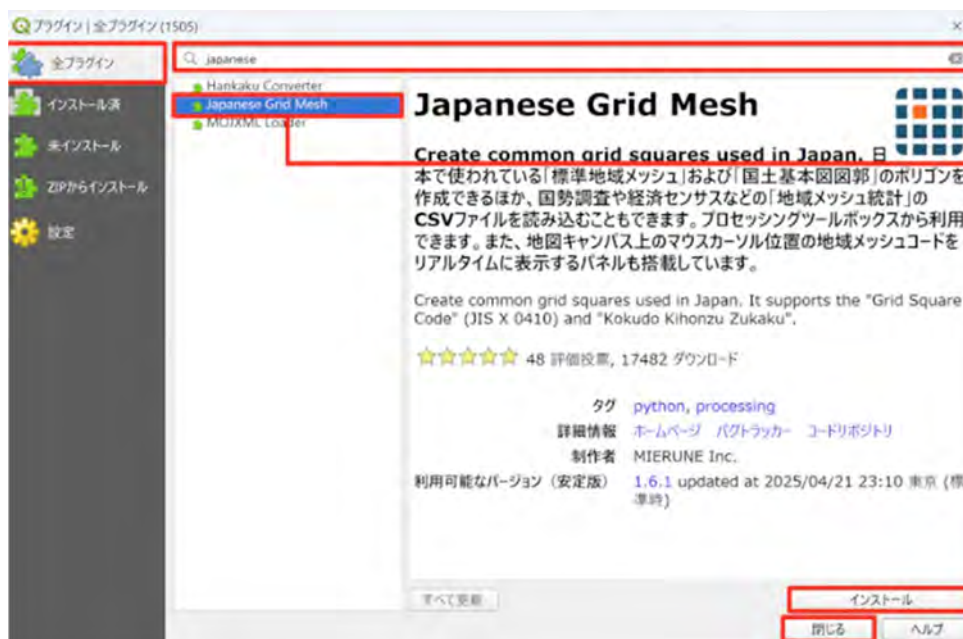 プラグイン | 全プラグイン (1505)
全プラグイン
インストール済
未インストール
ZIPからインストール
設定
japanese
Hankaku Converter
Japanese Grid Mesh
MOJXML Loader
Japanese Grid Mesh
Create common grid squares used in Japan. 日
本で使われている「標準地域メッシュ」および「国土基本図図郭」のポリゴンを
作成できるほか、国勢調査や経済センサスなどの「地域メッシュ統計」の
CSVファイルを読み込むこともできます。プロセッシングツールボックスから利用
できます。また、地図キャンバス上のマウスカーソル位置の地域メッシュコードを
リアルタイムに表示するパネルも搭載しています。
Create common grid squares used in Japan. It supports the "Grid Square
Code" (JIS X 0410) and "Kokudo Kihonzu Zukaku".
48 評価投票, 17482 ダウンロード
タグ python, processing
詳細情報 ホームページ バグトラッカー コードリポジトリ
制作者 MIERUNE Inc.
利用可能なバージョン（安定版） 1.6.1 updated at 2025/04/21 23:10 東京 (標
準時)
すべて更新
インストール
閉じる
ヘルプ